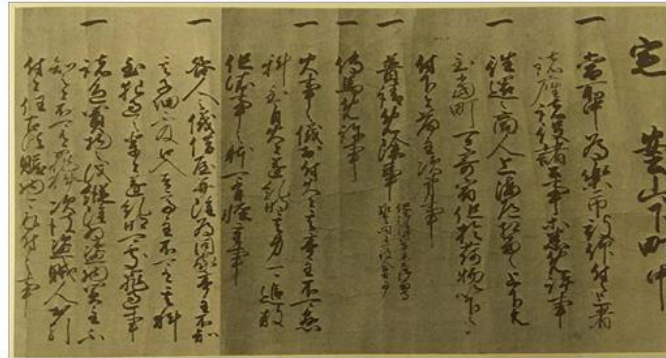 定 安土山下町中
一 當所中為楽市被仰付之上者
諸座諸役諸公事等悉免許事
一 往還之商人上海道相留之上下共
至當町可寄宿但於荷物以下之
付下者荷主次第事
一 普請免除事
一 傳馬免許事
一 火事之儀於付火者其亭主不可懸
科至自火者遂糺明其身可追放
但依事之躰可有軽重事
一 咎人之儀借屋并雖為同家亭主不知
其子細不及口入者亭主不可有其科
至犯過之輩者遂糺明可處罪過事
一 諸色買物之儀縦雖為盗物買主不
知之者不可有罪科次彼盗賊人於引
付者任古法贓物可返付之事